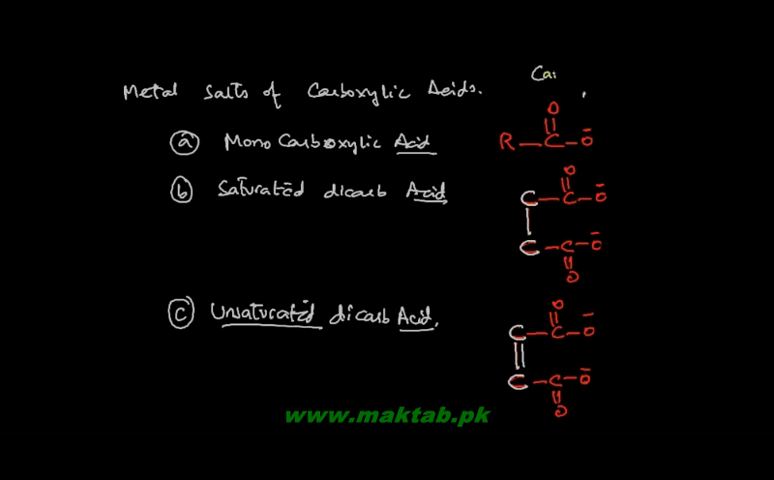 Ca
Metal Salts of Carboxylic Acids.
(a) Mono Carboxylic Acid
O
||
R—C—O⁻
(b) Saturated dicarb Acid
O
||
C—C—O⁻
|
C—C—O⁻
||
O
(c) Unsaturated dicarb Acid,
O
||
C—C—O⁻
||
C—C—O⁻
||
O
www.maktab.pk